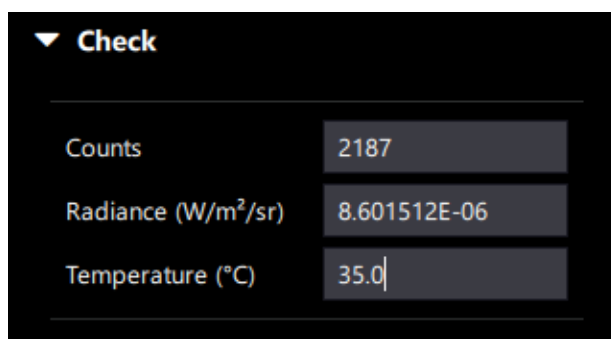 Check
Counts 2187
Radiance (W/m²/sr) 8.601512E-06
Temperature (°C) 35.0